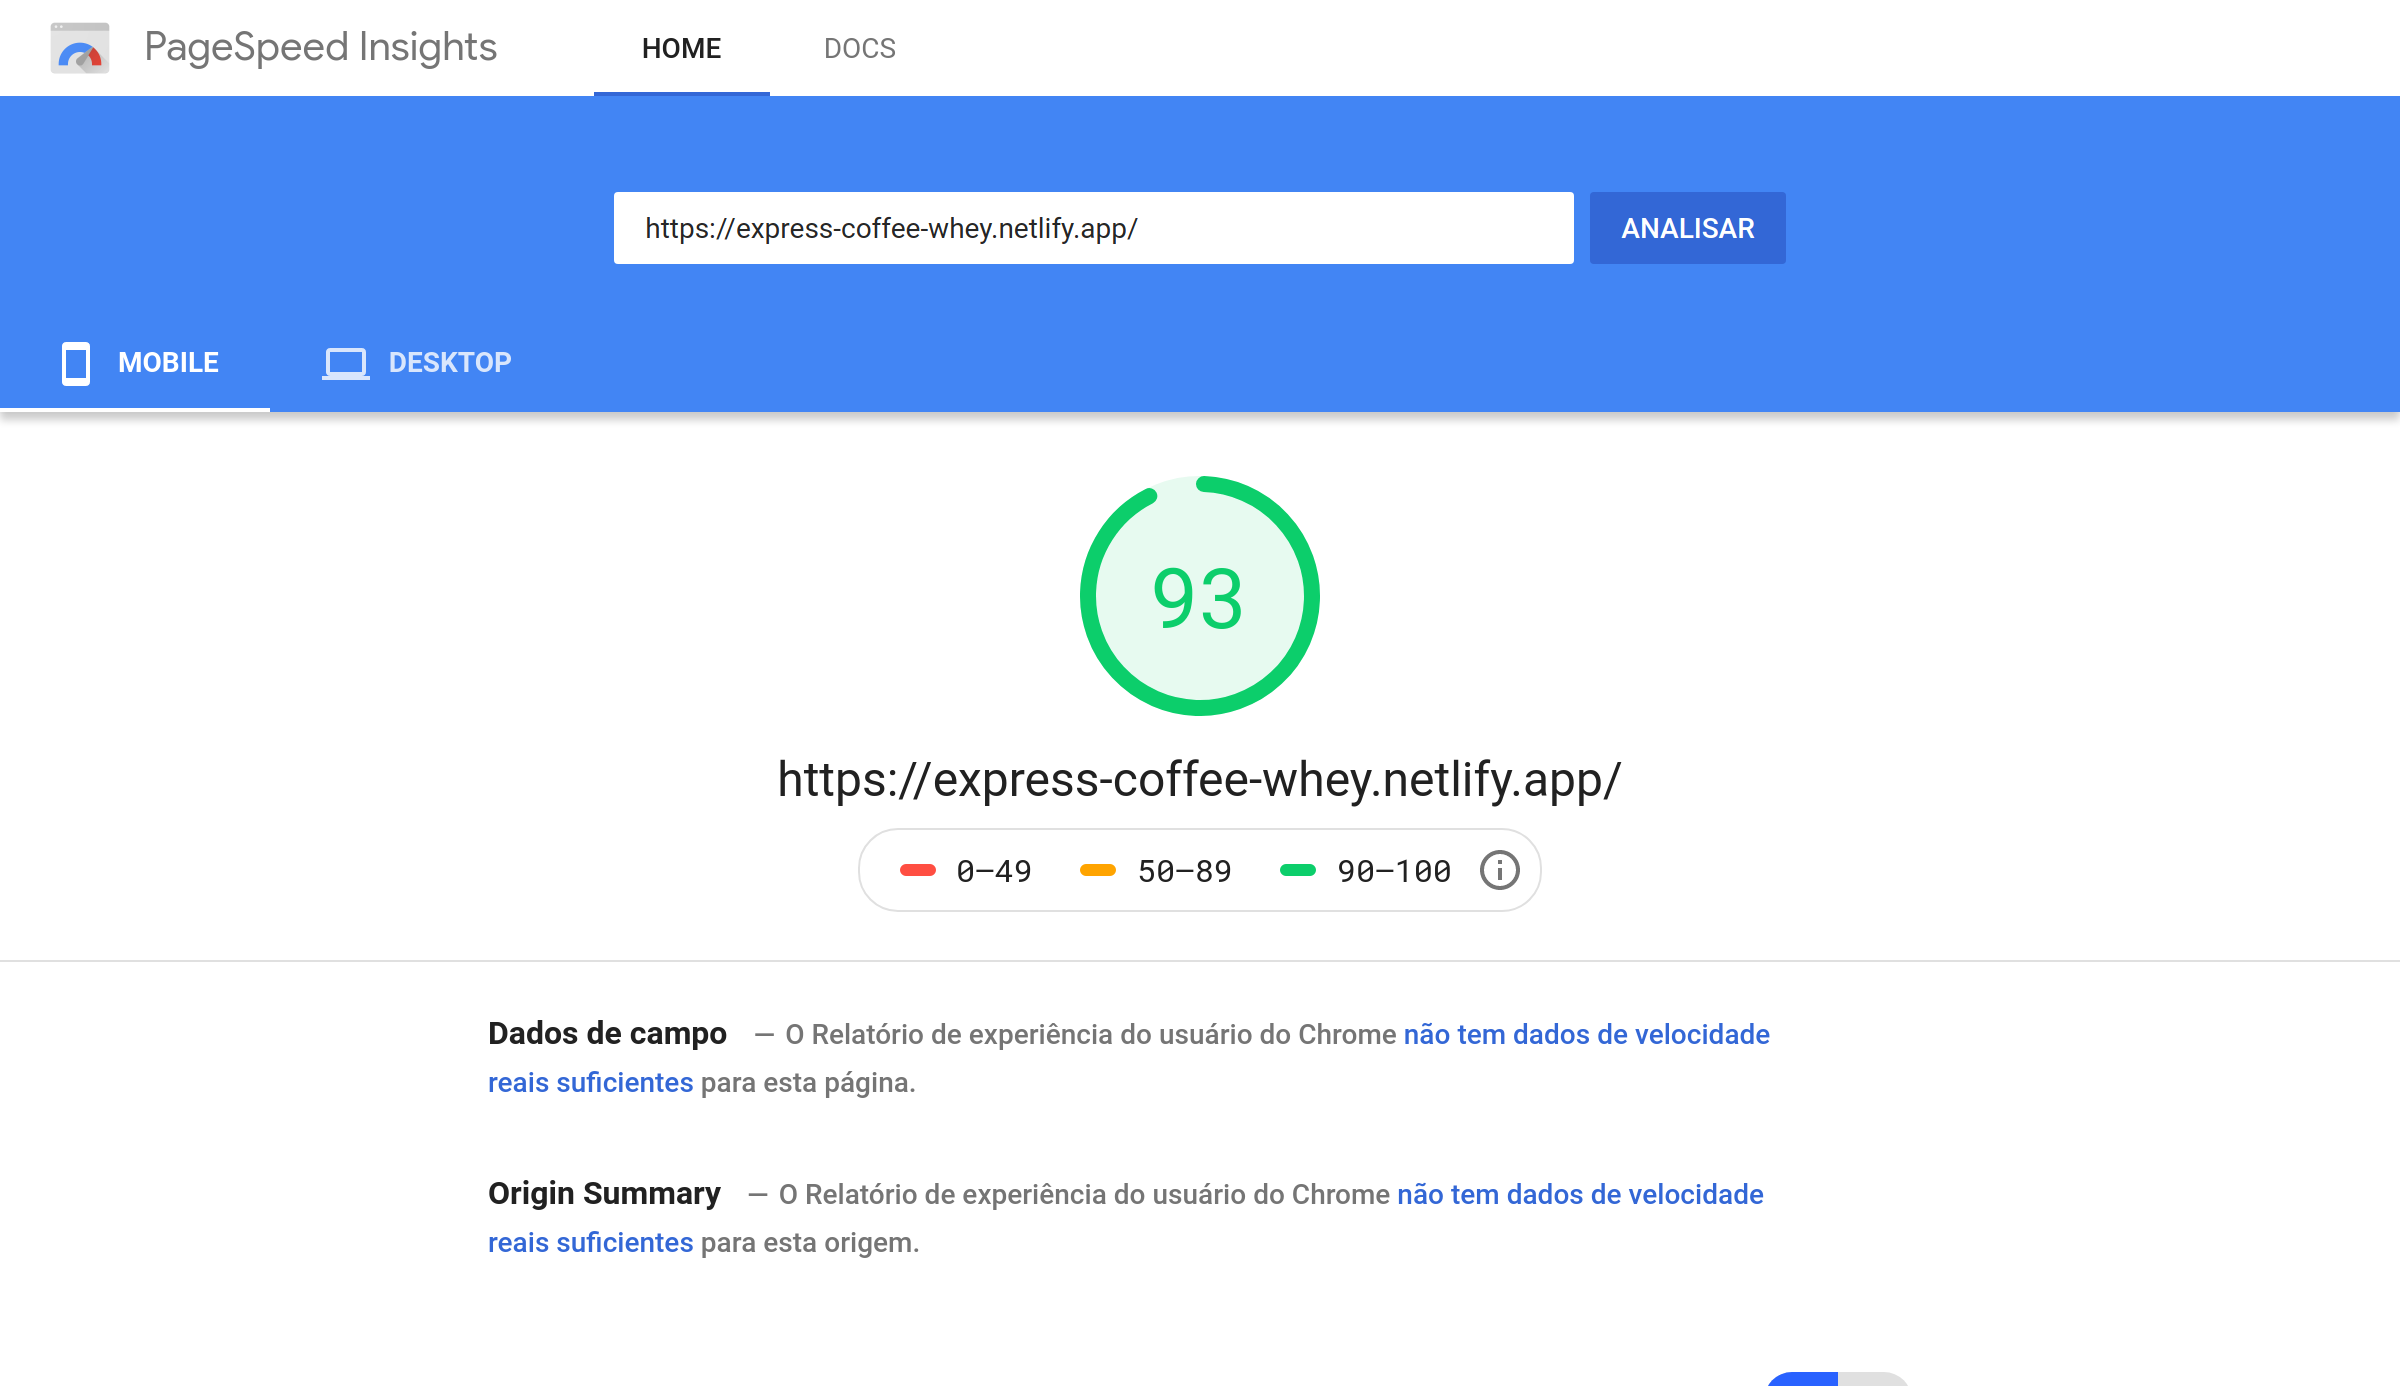 PageSpeed Insights
HOME
DOCS
https://express-coffee-whey.netlify.app/
ANALISAR
MOBILE
DESKTOP
93
https://express-coffee-whey.netlify.app/
0–49
50–89
90–100
Dados de campo — O Relatório de experiência do usuário do Chrome não tem dados de velocidade
reais suficientes para esta página.
Origin Summary — O Relatório de experiência do usuário do Chrome não tem dados de velocidade
reais suficientes para esta origem.